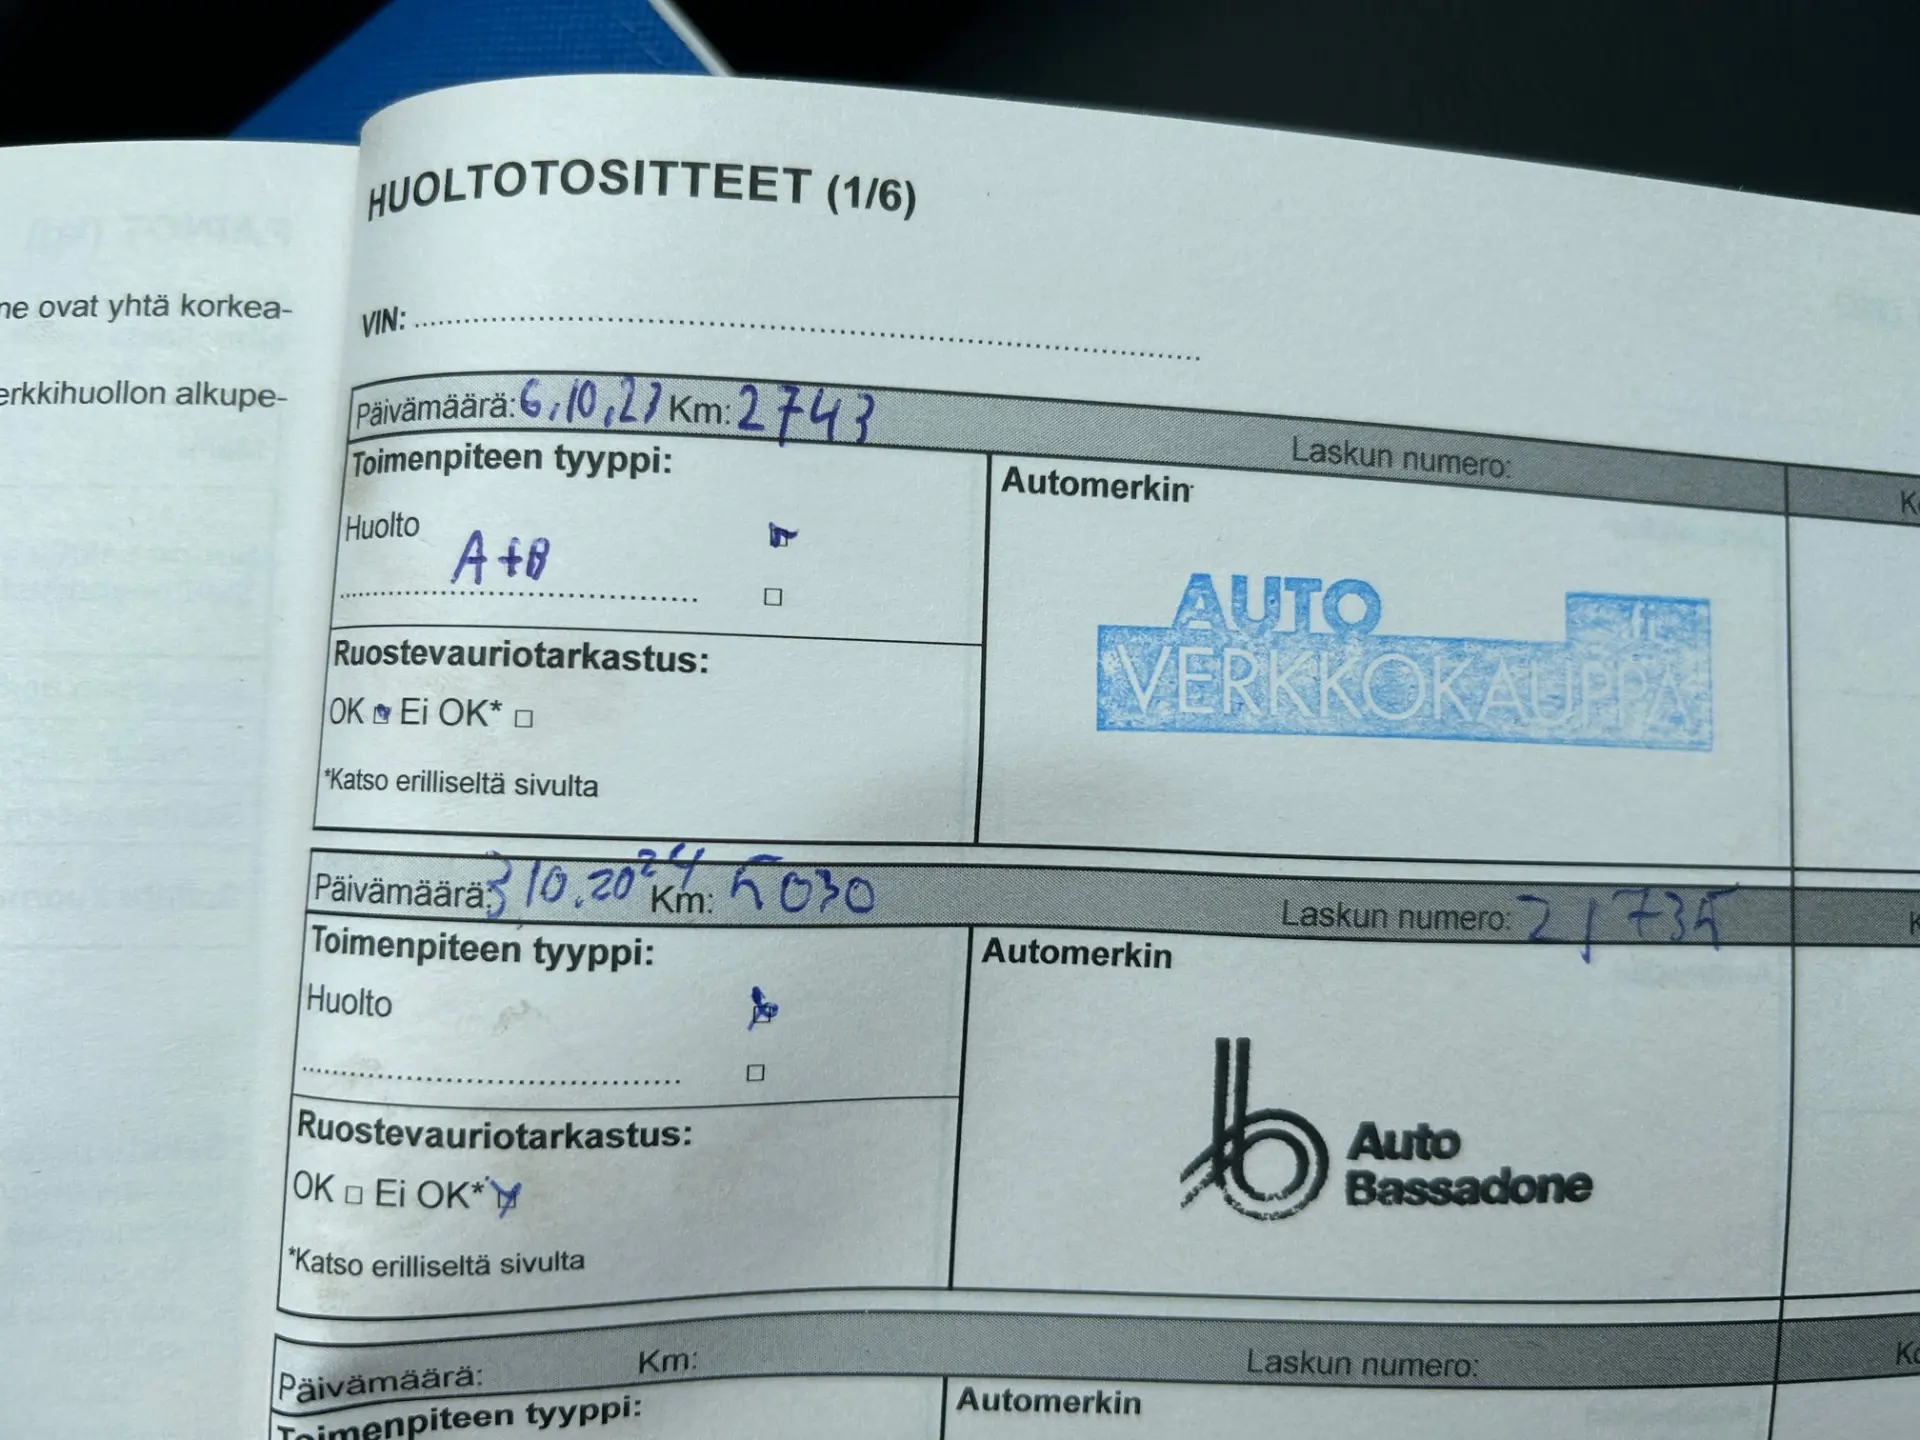 HUOLTOTOSITTEET (1/6)
ne ovat yhtä korkea-
erkkihuollon alkupe-
VIN:
Päivämäärä: 6.10.23 Km: 2743 Laskun numero:
Toimenpiteen tyyppi:
Huolto
A+B
Ruostevauriotarkastus:
OK Ei OK*
*Katso erilliseltä sivulta
Automerkin
AUTO
VERKKOKAUPPA.fi
Päivämäärä: 3 10.2024 Km: 5030 Laskun numero: 21735
Toimenpiteen tyyppi:
Huolto
Ruostevauriotarkastus:
OK Ei OK*
*Katso erilliseltä sivulta
Automerkin
Auto
Bassadone
Päivämäärä: Km: Laskun numero:
Toimenpiteen tyyppi:
Automerkin